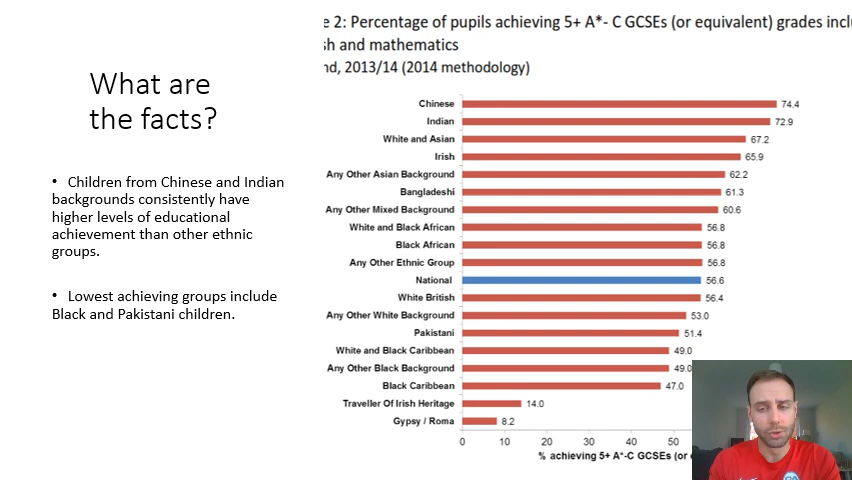 What are
the facts?
• Children from Chinese and Indian
backgrounds consistently have
higher levels of educational
achievement than other ethnic
groups.
• Lowest achieving groups include
Black and Pakistani children.
e 2: Percentage of pupils achieving 5+ A*- C GCSEs (or equivalent) grades inclu
sh and mathematics
nd, 2013/14 (2014 methodology)
Chinese 74.4
Indian 72.9
White and Asian 67.2
Irish 65.9
Any Other Asian Background 62.2
Bangladeshi 61.3
Any Other Mixed Background 60.6
White and Black African 56.8
Black African 56.8
Any Other Ethnic Group 56.8
National 56.6
White British 56.4
Any Other White Background 53.0
Pakistani 51.4
White and Black Caribbean 49.0
Any Other Black Background 49.0
Black Caribbean 47.0
Traveller Of Irish Heritage 14.0
Gypsy / Roma 8.2
0 10 20 30 40 50
% achieving 5+ A*-C GCSEs (or